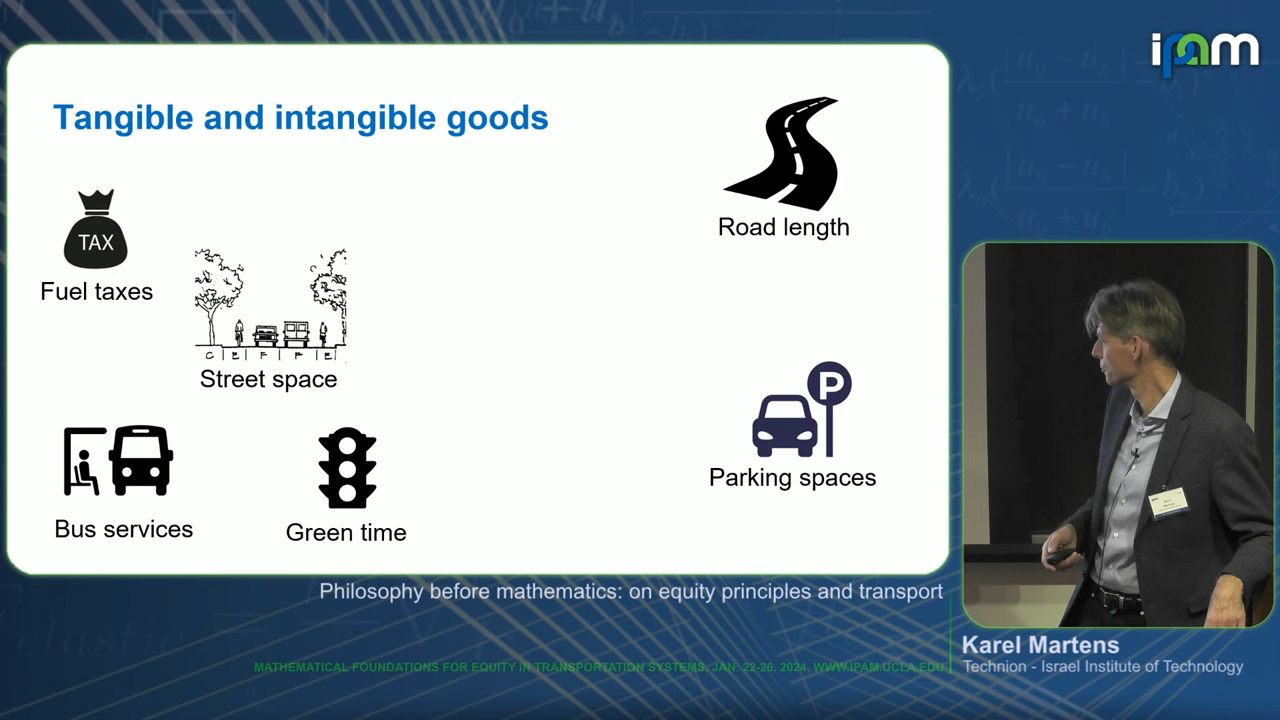 ipam
Tangible and intangible goods
Road length
TAX
Fuel taxes
C E F F E
Street space
P
Parking spaces
Bus services
Green time
Philosophy before mathematics: on equity principles and transport
Karel Martens
Technion - Israel Institute of Technology
MATHEMATICAL FOUNDATIONS FOR EQUITY IN TRANSPORTATION SYSTEMS, JAN. 22-26, 2024, WWW.IPAM.UCLA.EDU
elastic